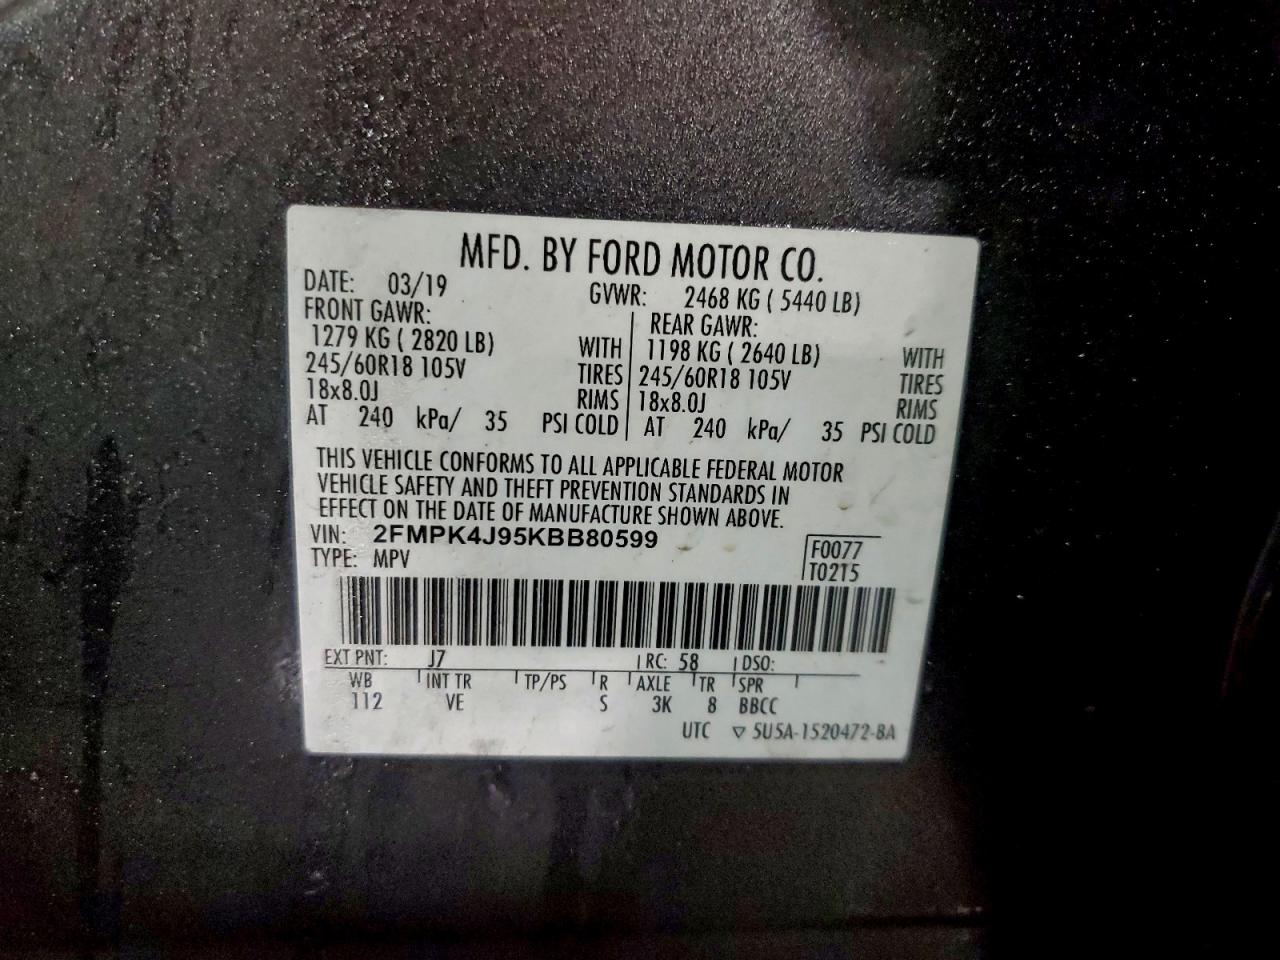 MFD. BY FORD MOTOR CO.
DATE: 03/19 GVWR: 2468 KG ( 5440 LB)
FRONT GAWR: REAR GAWR:
1279 KG ( 2820 LB) WITH 1198 KG ( 2640 LB) WITH
245/60R18 105V TIRES 245/60R18 105V TIRES
18x8.0J RIMS 18x8.0J RIMS
AT 240 kPa/ 35 PSI COLD AT 240 kPa/ 35 PSI COLD
THIS VEHICLE CONFORMS TO ALL APPLICABLE FEDERAL MOTOR
VEHICLE SAFETY AND THEFT PREVENTION STANDARDS IN
EFFECT ON THE DATE OF MANUFACTURE SHOWN ABOVE.
VIN: 2FMPK4J95KBB80599 F0077
TYPE: MPV T0215
EXT PNT: J7 RC: 58 DSO:
WB INT TR TP/PS R AXLE TR SPR
112 VE S 3K 8 BBCC
UTC ▽ 5U5A-1520472-BA